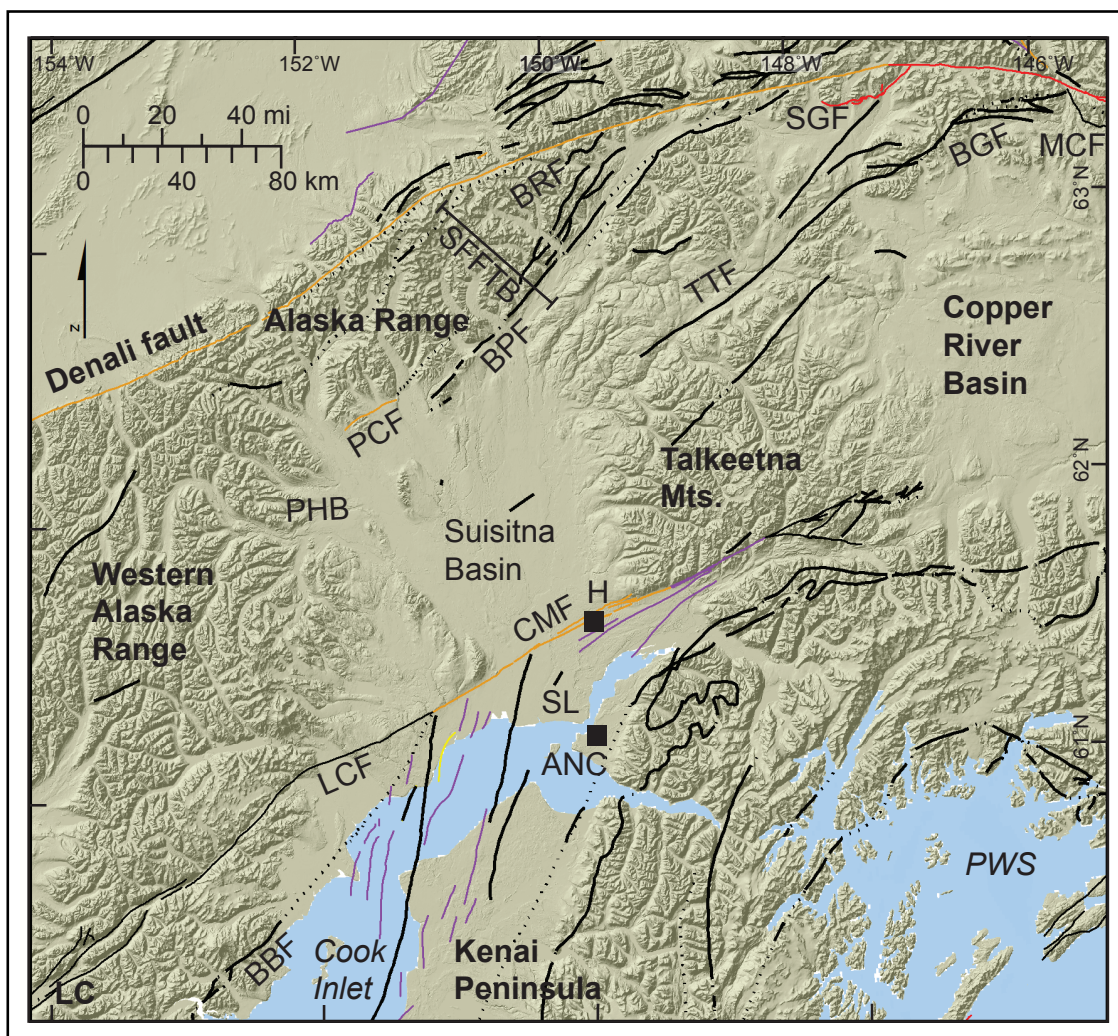 154°W
152°W
150°W
148°W
146°W
0 20 40 mi
0 40 80 km
SGF
BGF
MCF
63°N
BRF
SFFTB
z
TTF
Alaska Range
Copper
River
Basin
Denali fault
BPF
PCF
62°N
Talkeetna
Mts.
PHB
Suisitna
Basin
Western
Alaska
Range
H
CMF
SL
61°N
ANC
LCF
PWS
BBF
Cook
Inlet
Kenai
Peninsula
LC